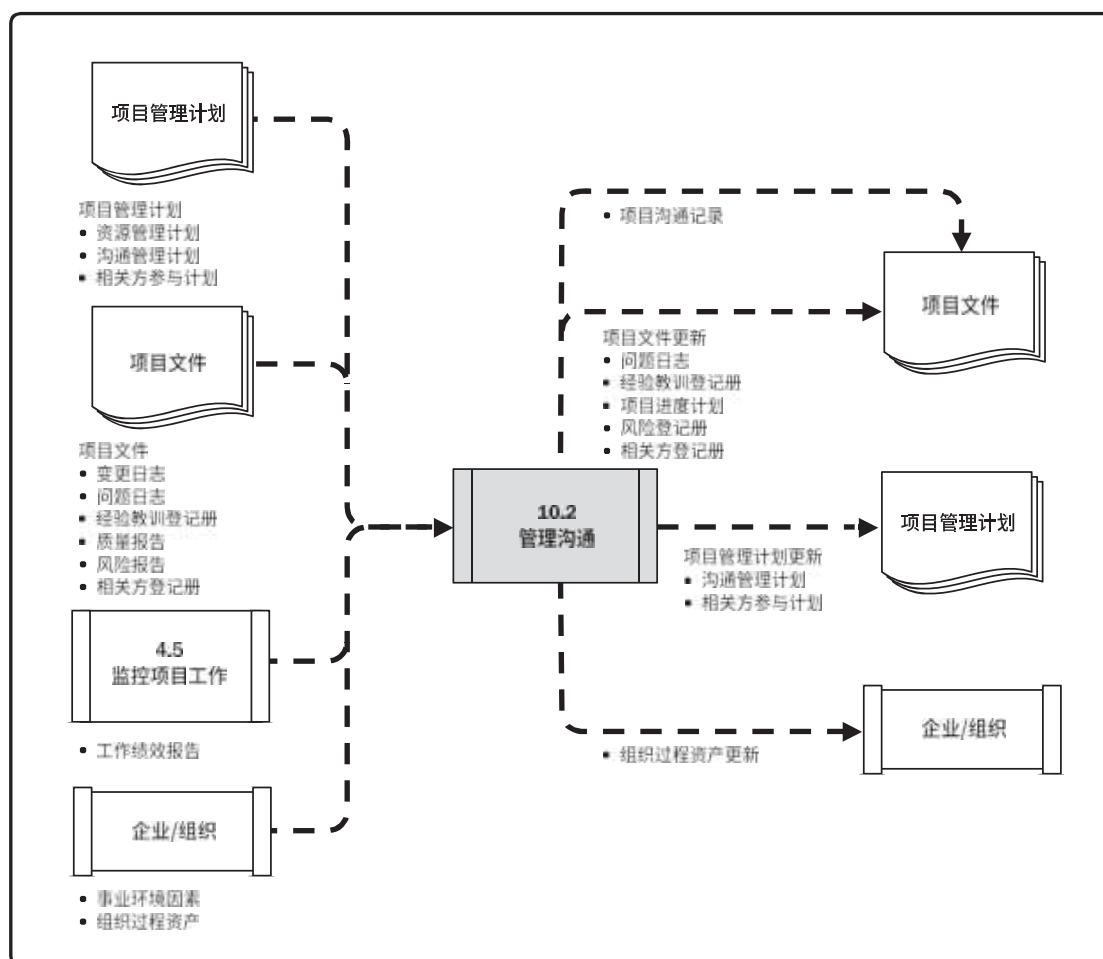 项目管理计划
项目管理计划
• 资源管理计划
• 沟通管理计划
▪ 相关方参与计划
项目文件
项目文件
• 变更日志
• 问题日志
▪ 经验教训登记册
▪ 质量报告
• 风险报告
• 相关方登记册
4.5
监控项目工作
• 工作绩效报告
企业/组织
• 事业环境因素
• 组织过程资产
10.2
管理沟通
• 项目沟通记录
项目文件
项目文件更新
• 问题日志
▪ 经验教训登记册
▪ 项目进度计划
• 风险登记册
• 相关方登记册
项目管理计划
项目管理计划更新
▪ 沟通管理计划
▪ 相关方参与计划
企业/组织
▪ 组织过程资产更新